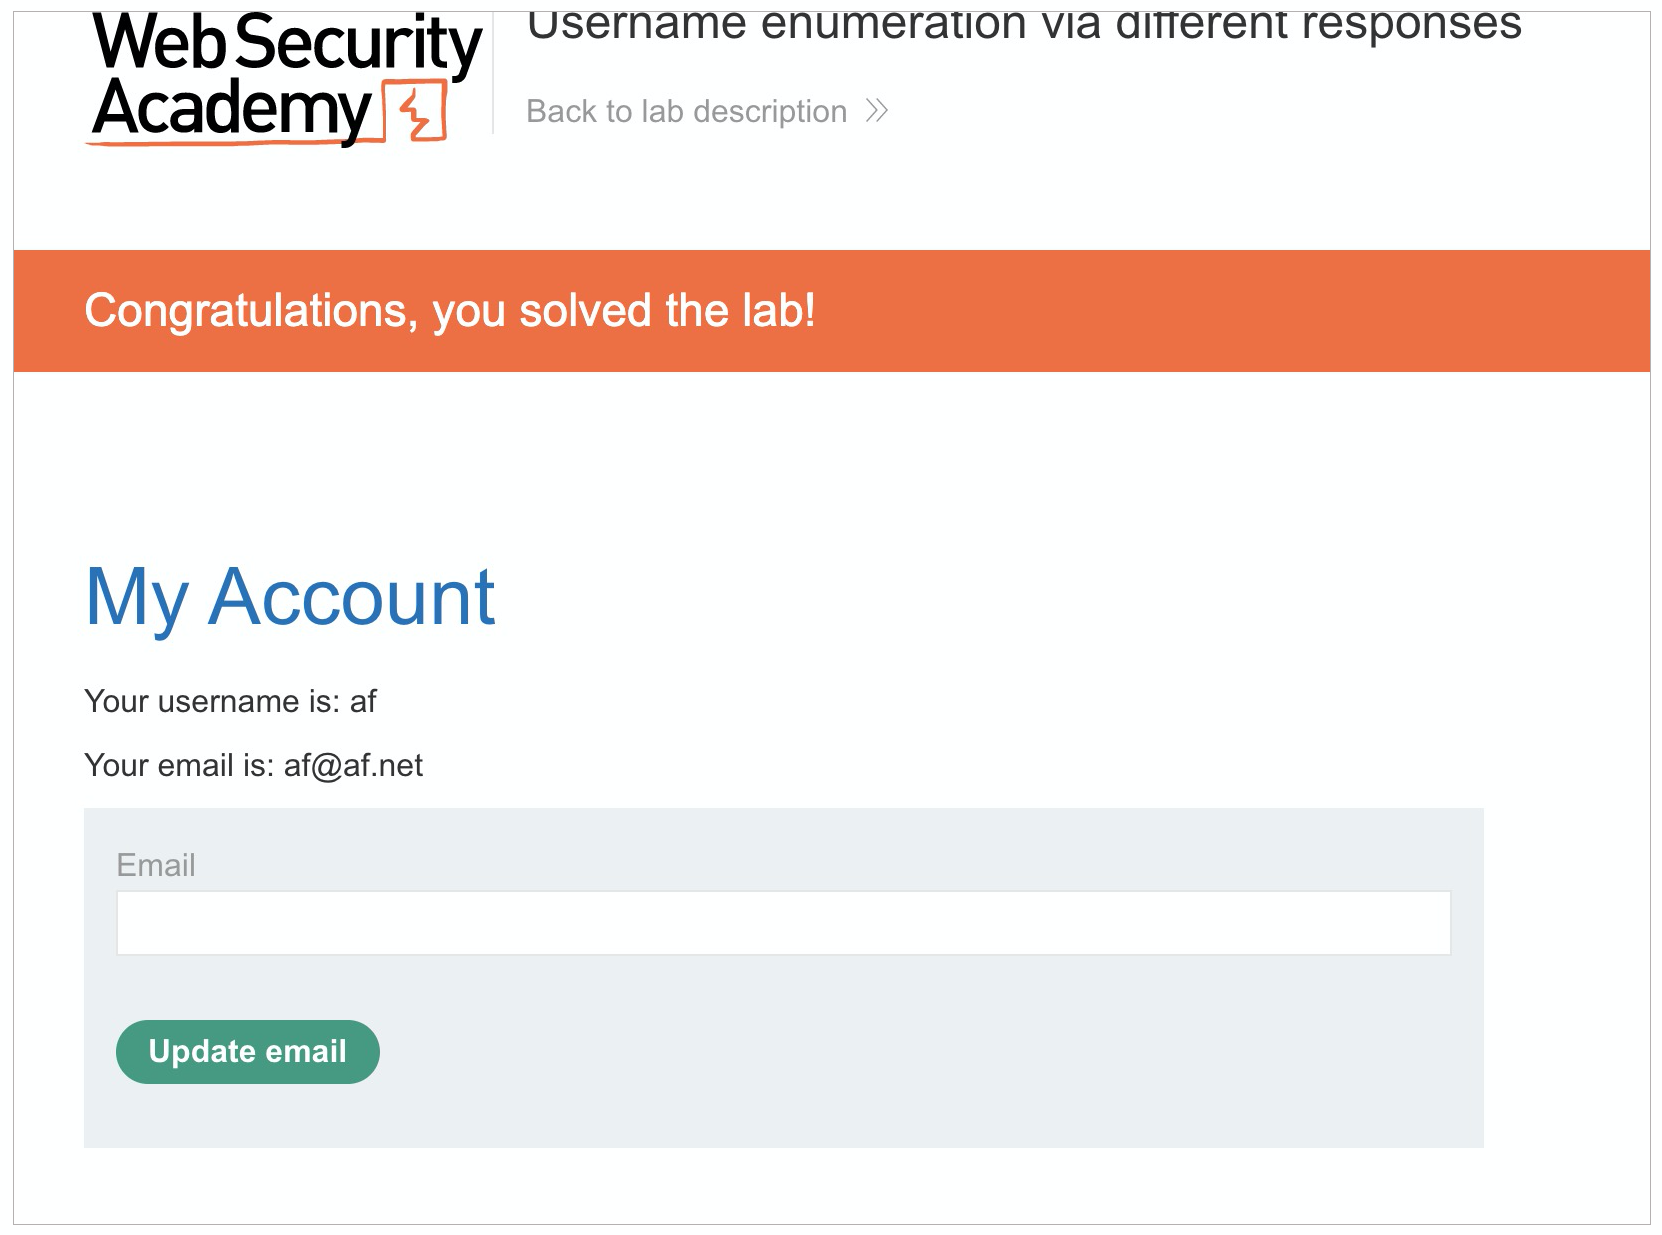 Web Security
Academy
Username enumeration via different responses
Back to lab description
Congratulations, you solved the lab!
My Account
Your username is: af
Your email is: af@af.net
Email
Update email